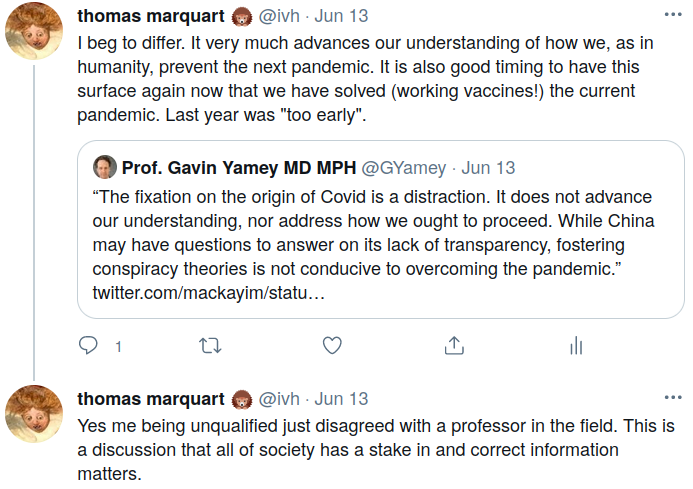 thomas marquart @ivh · Jun 13
I beg to differ. It very much advances our understanding of how we, as in
humanity, prevent the next pandemic. It is also good timing to have this
surface again now that we have solved (working vaccines!) the current
pandemic. Last year was "too early".
Prof. Gavin Yamey MD MPH @GYamey · Jun 13
“The fixation on the origin of Covid is a distraction. It does not advance
our understanding, nor address how we ought to proceed. While China
may have questions to answer on its lack of transparency, fostering
conspiracy theories is not conducive to overcoming the pandemic.”
twitter.com/mackayim/statu…
1
thomas marquart @ivh · Jun 13
Yes me being unqualified just disagreed with a professor in the field. This is
a discussion that all of society has a stake in and correct information
matters.